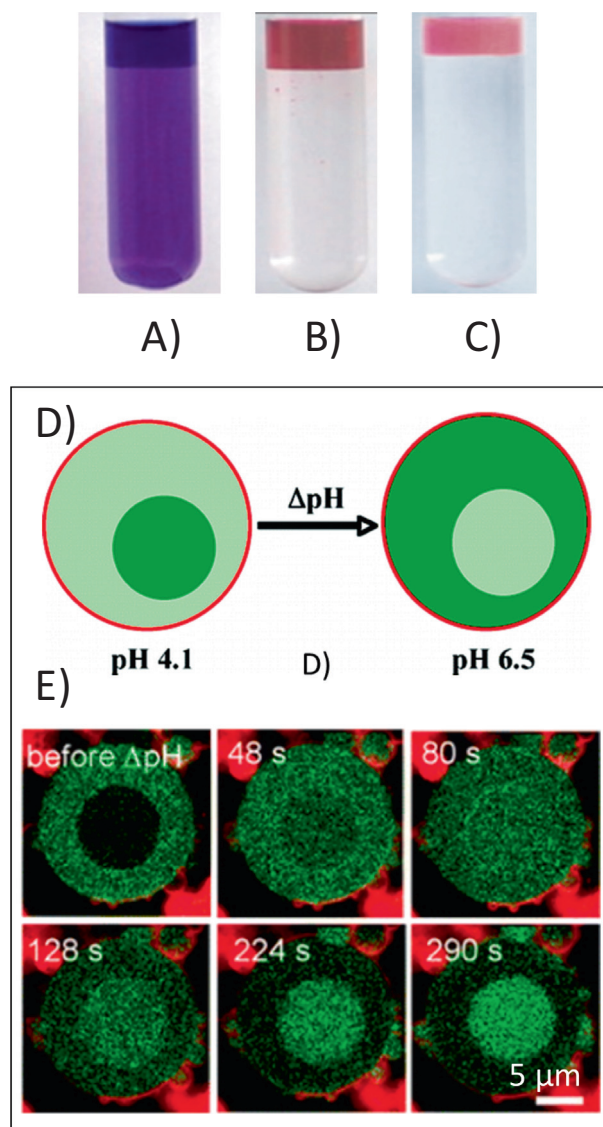 A) B) C)
D)
ΔpH
pH 4.1 D) pH 6.5
E)
before ΔpH 48 s 80 s
128 s 224 s 290 s
5 µm